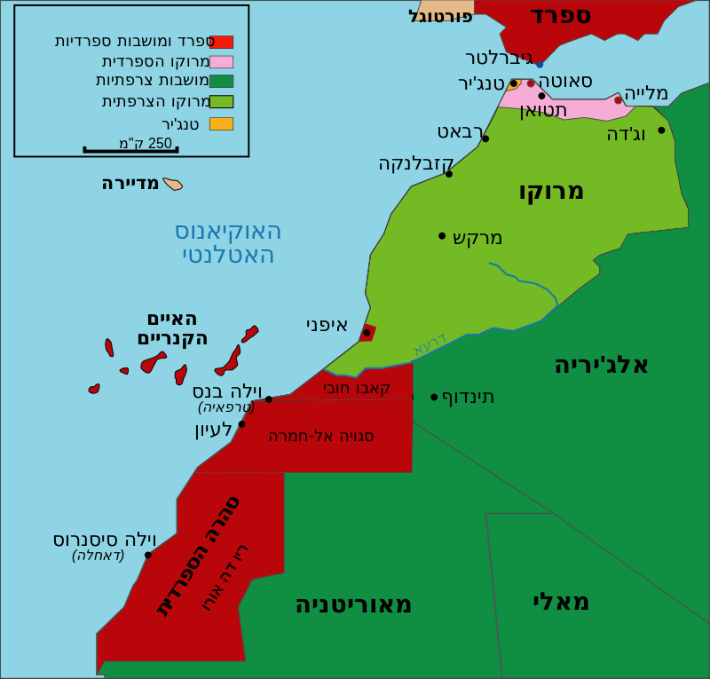 פורטוגל
ספרד
ספרד ומושבות ספרדיות
מרוקו הספרדית
מושבות צרפתיות
מרוקו הצרפתית
טנג'יר
250 ק"מ
גיברלטר
טנג'יר
סאוטה
מלייה
תטואן
וג'דה
רבאט
קזבלנקה
מדיירה
מרוקו
האוקיאנוס
האטלנטי
מרקש
האיים
הקנריים
איפני
דרעא
אלג'יריה
וילה בנס
(טרפאיה)
קאבו חובי
תינדוף
לעיון
סגויה אל-חמרה
וילה סיסנרוס
(דאחלה)
סהרה הספרדית
ריו דה אורו
מאוריטניה
מאלי